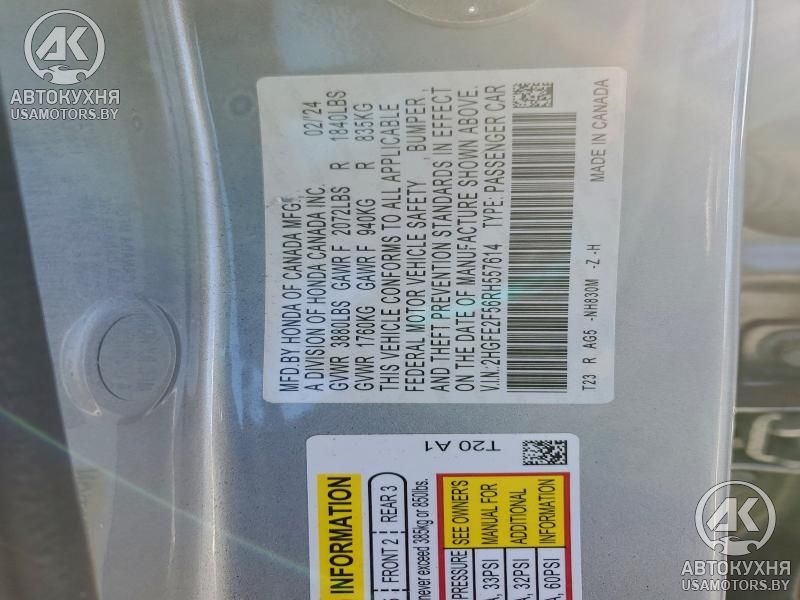 AK
АВТОКУХНЯ
USAMOTORS.BY
MFD.BY HONDA OF CANADA MFG.,
A DIVISION OF HONDA CANADA INC. 02/'24
GVWR 3880LBS GAWR F 2072LBS R 1840LBS
GVWR 1760KG GAWR F 940KG R 835KG
THIS VEHICLE CONFORMS TO ALL APPLICABLE
FEDERAL MOTOR VEHICLE SAFETY , BUMPER ,
AND THEFT PREVENTION STANDARDS IN EFFECT
ON THE DATE OF MANUFACTURE SHOWN ABOVE.
V.I.N.:2HGFE2F56RH557614 TYPE: PASSENGER CAR
T23 R AG5 -NH830M -Z -H MADE IN CANADA
T20 A1
INFORMATION
FRONT 2 REAR 3
never exceed 385kg or 850lbs.
PRESSURE SEE OWNER'S
33PSI MANUAL FOR
32PSI ADDITIONAL
60PSI INFORMATION
AK
АВТОКУХНЯ
USAMOTORS.BY